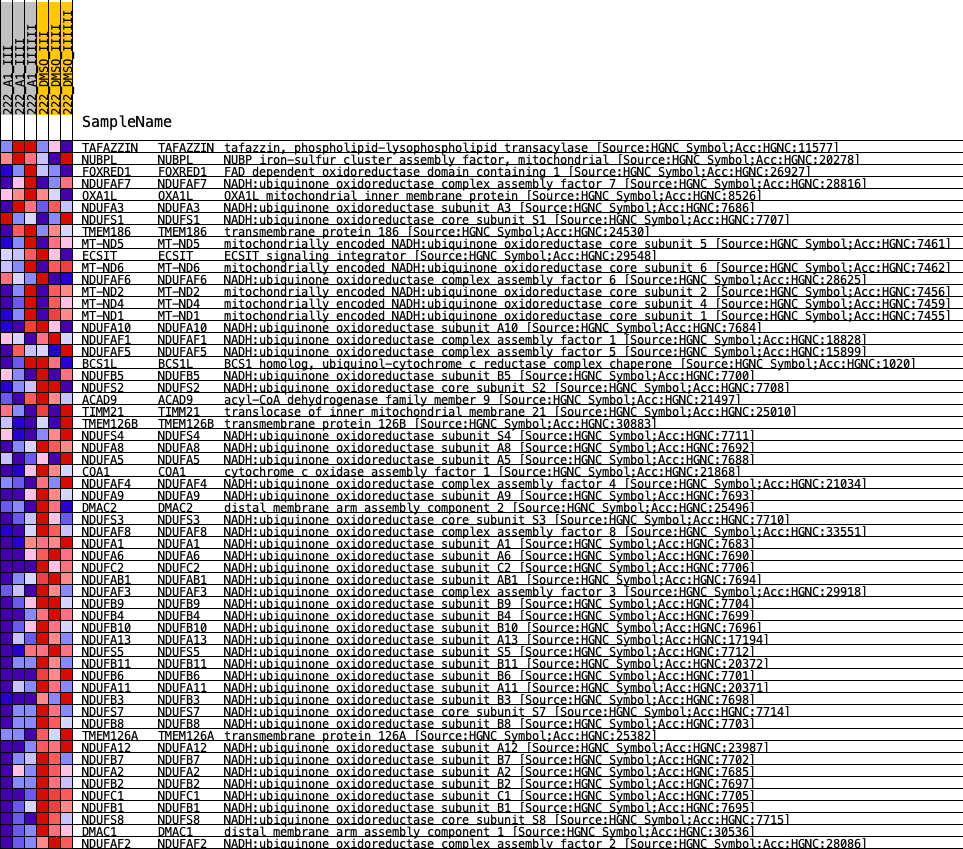 222_A1_III
222_A1_IIII
222_A1_IIIIII
222_DMSO_III
222_DMSO_IIII
222_DMSO_IIIIII
SampleName
TAFAZZIN TAFAZZIN tafazzin, phospholipid-lysophospholipid transacylase [Source:HGNC Symbol;Acc:HGNC:11577]
NUBPL NUBPL NUBP iron-sulfur cluster assembly factor, mitochondrial [Source:HGNC Symbol;Acc:HGNC:20278]
FOXRED1 FOXRED1 FAD dependent oxidoreductase domain containing 1 [Source:HGNC Symbol;Acc:HGNC:26927]
NDUFAF7 NDUFAF7 NADH:ubiquinone oxidoreductase complex assembly factor 7 [Source:HGNC Symbol;Acc:HGNC:28816]
OXA1L OXA1L OXA1L mitochondrial inner membrane protein [Source:HGNC Symbol;Acc:HGNC:8526]
NDUFA3 NDUFA3 NADH:ubiquinone oxidoreductase subunit A3 [Source:HGNC Symbol;Acc:HGNC:7686]
NDUFS1 NDUFS1 NADH:ubiquinone oxidoreductase core subunit S1 [Source:HGNC Symbol;Acc:HGNC:7707]
TMEM186 TMEM186 transmembrane protein 186 [Source:HGNC Symbol;Acc:HGNC:24530]
MT-ND5 MT-ND5 mitochondrially encoded NADH:ubiquinone oxidoreductase core subunit 5 [Source:HGNC Symbol;Acc:HGNC:7461]
ECSIT ECSIT ECSIT signaling integrator [Source:HGNC Symbol;Acc:HGNC:29548]
MT-ND6 MT-ND6 mitochondrially encoded NADH:ubiquinone oxidoreductase core subunit 6 [Source:HGNC Symbol;Acc:HGNC:7462]
NDUFAF6 NDUFAF6 NADH:ubiquinone oxidoreductase complex assembly factor 6 [Source:HGNC Symbol;Acc:HGNC:28625]
MT-ND2 MT-ND2 mitochondrially encoded NADH:ubiquinone oxidoreductase core subunit 2 [Source:HGNC Symbol;Acc:HGNC:7456]
MT-ND4 MT-ND4 mitochondrially encoded NADH:ubiquinone oxidoreductase core subunit 4 [Source:HGNC Symbol;Acc:HGNC:7459]
MT-ND1 MT-ND1 mitochondrially encoded NADH:ubiquinone oxidoreductase core subunit 1 [Source:HGNC Symbol;Acc:HGNC:7455]
NDUFA10 NDUFA10 NADH:ubiquinone oxidoreductase subunit A10 [Source:HGNC Symbol;Acc:HGNC:7684]
NDUFAF1 NDUFAF1 NADH:ubiquinone oxidoreductase complex assembly factor 1 [Source:HGNC Symbol;Acc:HGNC:18828]
NDUFAF5 NDUFAF5 NADH:ubiquinone oxidoreductase complex assembly factor 5 [Source:HGNC Symbol;Acc:HGNC:15899]
BCS1L BCS1L BCS1 homolog, ubiquinol-cytochrome c reductase complex chaperone [Source:HGNC Symbol;Acc:HGNC:1020]
NDUFB5 NDUFB5 NADH:ubiquinone oxidoreductase subunit B5 [Source:HGNC Symbol;Acc:HGNC:7700]
NDUFS2 NDUFS2 NADH:ubiquinone oxidoreductase core subunit S2 [Source:HGNC Symbol;Acc:HGNC:7708]
ACAD9 ACAD9 acyl-CoA dehydrogenase family member 9 [Source:HGNC Symbol;Acc:HGNC:21497]
TIMM21 TIMM21 translocase of inner mitochondrial membrane 21 [Source:HGNC Symbol;Acc:HGNC:25010]
TMEM126B TMEM126B transmembrane protein 126B [Source:HGNC Symbol;Acc:HGNC:30883]
NDUFS4 NDUFS4 NADH:ubiquinone oxidoreductase subunit S4 [Source:HGNC Symbol;Acc:HGNC:7711]
NDUFA8 NDUFA8 NADH:ubiquinone oxidoreductase subunit A8 [Source:HGNC Symbol;Acc:HGNC:7692]
NDUFA5 NDUFA5 NADH:ubiquinone oxidoreductase subunit A5 [Source:HGNC Symbol;Acc:HGNC:7688]
COA1 COA1 cytochrome c oxidase assembly factor 1 [Source:HGNC Symbol;Acc:HGNC:21868]
NDUFAF4 NDUFAF4 NADH:ubiquinone oxidoreductase complex assembly factor 4 [Source:HGNC Symbol;Acc:HGNC:21034]
NDUFA9 NDUFA9 NADH:ubiquinone oxidoreductase subunit A9 [Source:HGNC Symbol;Acc:HGNC:7693]
DMAC2 DMAC2 distal membrane arm assembly component 2 [Source:HGNC Symbol;Acc:HGNC:25496]
NDUFS3 NDUFS3 NADH:ubiquinone oxidoreductase core subunit S3 [Source:HGNC Symbol;Acc:HGNC:7710]
NDUFAF8 NDUFAF8 NADH:ubiquinone oxidoreductase complex assembly factor 8 [Source:HGNC Symbol;Acc:HGNC:33551]
NDUFA1 NDUFA1 NADH:ubiquinone oxidoreductase subunit A1 [Source:HGNC Symbol;Acc:HGNC:7683]
NDUFA6 NDUFA6 NADH:ubiquinone oxidoreductase subunit A6 [Source:HGNC Symbol;Acc:HGNC:7690]
NDUFC2 NDUFC2 NADH:ubiquinone oxidoreductase subunit C2 [Source:HGNC Symbol;Acc:HGNC:7706]
NDUFAB1 NDUFAB1 NADH:ubiquinone oxidoreductase subunit AB1 [Source:HGNC Symbol;Acc:HGNC:7694]
NDUFAF3 NDUFAF3 NADH:ubiquinone oxidoreductase complex assembly factor 3 [Source:HGNC Symbol;Acc:HGNC:29918]
NDUFB9 NDUFB9 NADH:ubiquinone oxidoreductase subunit B9 [Source:HGNC Symbol;Acc:HGNC:7704]
NDUFB4 NDUFB4 NADH:ubiquinone oxidoreductase subunit B4 [Source:HGNC Symbol;Acc:HGNC:7699]
NDUFB10 NDUFB10 NADH:ubiquinone oxidoreductase subunit B10 [Source:HGNC Symbol;Acc:HGNC:7696]
NDUFA13 NDUFA13 NADH:ubiquinone oxidoreductase subunit A13 [Source:HGNC Symbol;Acc:HGNC:17194]
NDUFS5 NDUFS5 NADH:ubiquinone oxidoreductase subunit S5 [Source:HGNC Symbol;Acc:HGNC:7712]
NDUFB11 NDUFB11 NADH:ubiquinone oxidoreductase subunit B11 [Source:HGNC Symbol;Acc:HGNC:20372]
NDUFB6 NDUFB6 NADH:ubiquinone oxidoreductase subunit B6 [Source:HGNC Symbol;Acc:HGNC:7701]
NDUFA11 NDUFA11 NADH:ubiquinone oxidoreductase subunit A11 [Source:HGNC Symbol;Acc:HGNC:20371]
NDUFB3 NDUFB3 NADH:ubiquinone oxidoreductase subunit B3 [Source:HGNC Symbol;Acc:HGNC:7698]
NDUFS7 NDUFS7 NADH:ubiquinone oxidoreductase core subunit S7 [Source:HGNC Symbol;Acc:HGNC:7714]
NDUFB8 NDUFB8 NADH:ubiquinone oxidoreductase subunit B8 [Source:HGNC Symbol;Acc:HGNC:7703]
TMEM126A TMEM126A transmembrane protein 126A [Source:HGNC Symbol;Acc:HGNC:25382]
NDUFA12 NDUFA12 NADH:ubiquinone oxidoreductase subunit A12 [Source:HGNC Symbol;Acc:HGNC:23987]
NDUFB7 NDUFB7 NADH:ubiquinone oxidoreductase subunit B7 [Source:HGNC Symbol;Acc:HGNC:7702]
NDUFA2 NDUFA2 NADH:ubiquinone oxidoreductase subunit A2 [Source:HGNC Symbol;Acc:HGNC:7685]
NDUFB2 NDUFB2 NADH:ubiquinone oxidoreductase subunit B2 [Source:HGNC Symbol;Acc:HGNC:7697]
NDUFC1 NDUFC1 NADH:ubiquinone oxidoreductase subunit C1 [Source:HGNC Symbol;Acc:HGNC:7705]
NDUFB1 NDUFB1 NADH:ubiquinone oxidoreductase subunit B1 [Source:HGNC Symbol;Acc:HGNC:7695]
NDUFS8 NDUFS8 NADH:ubiquinone oxidoreductase core subunit S8 [Source:HGNC Symbol;Acc:HGNC:7715]
DMAC1 DMAC1 distal membrane arm assembly component 1 [Source:HGNC Symbol;Acc:HGNC:30536]
NDUFAF2 NDUFAF2 NADH:ubiquinone oxidoreductase complex assembly factor 2 [Source:HGNC Symbol;Acc:HGNC:28086]